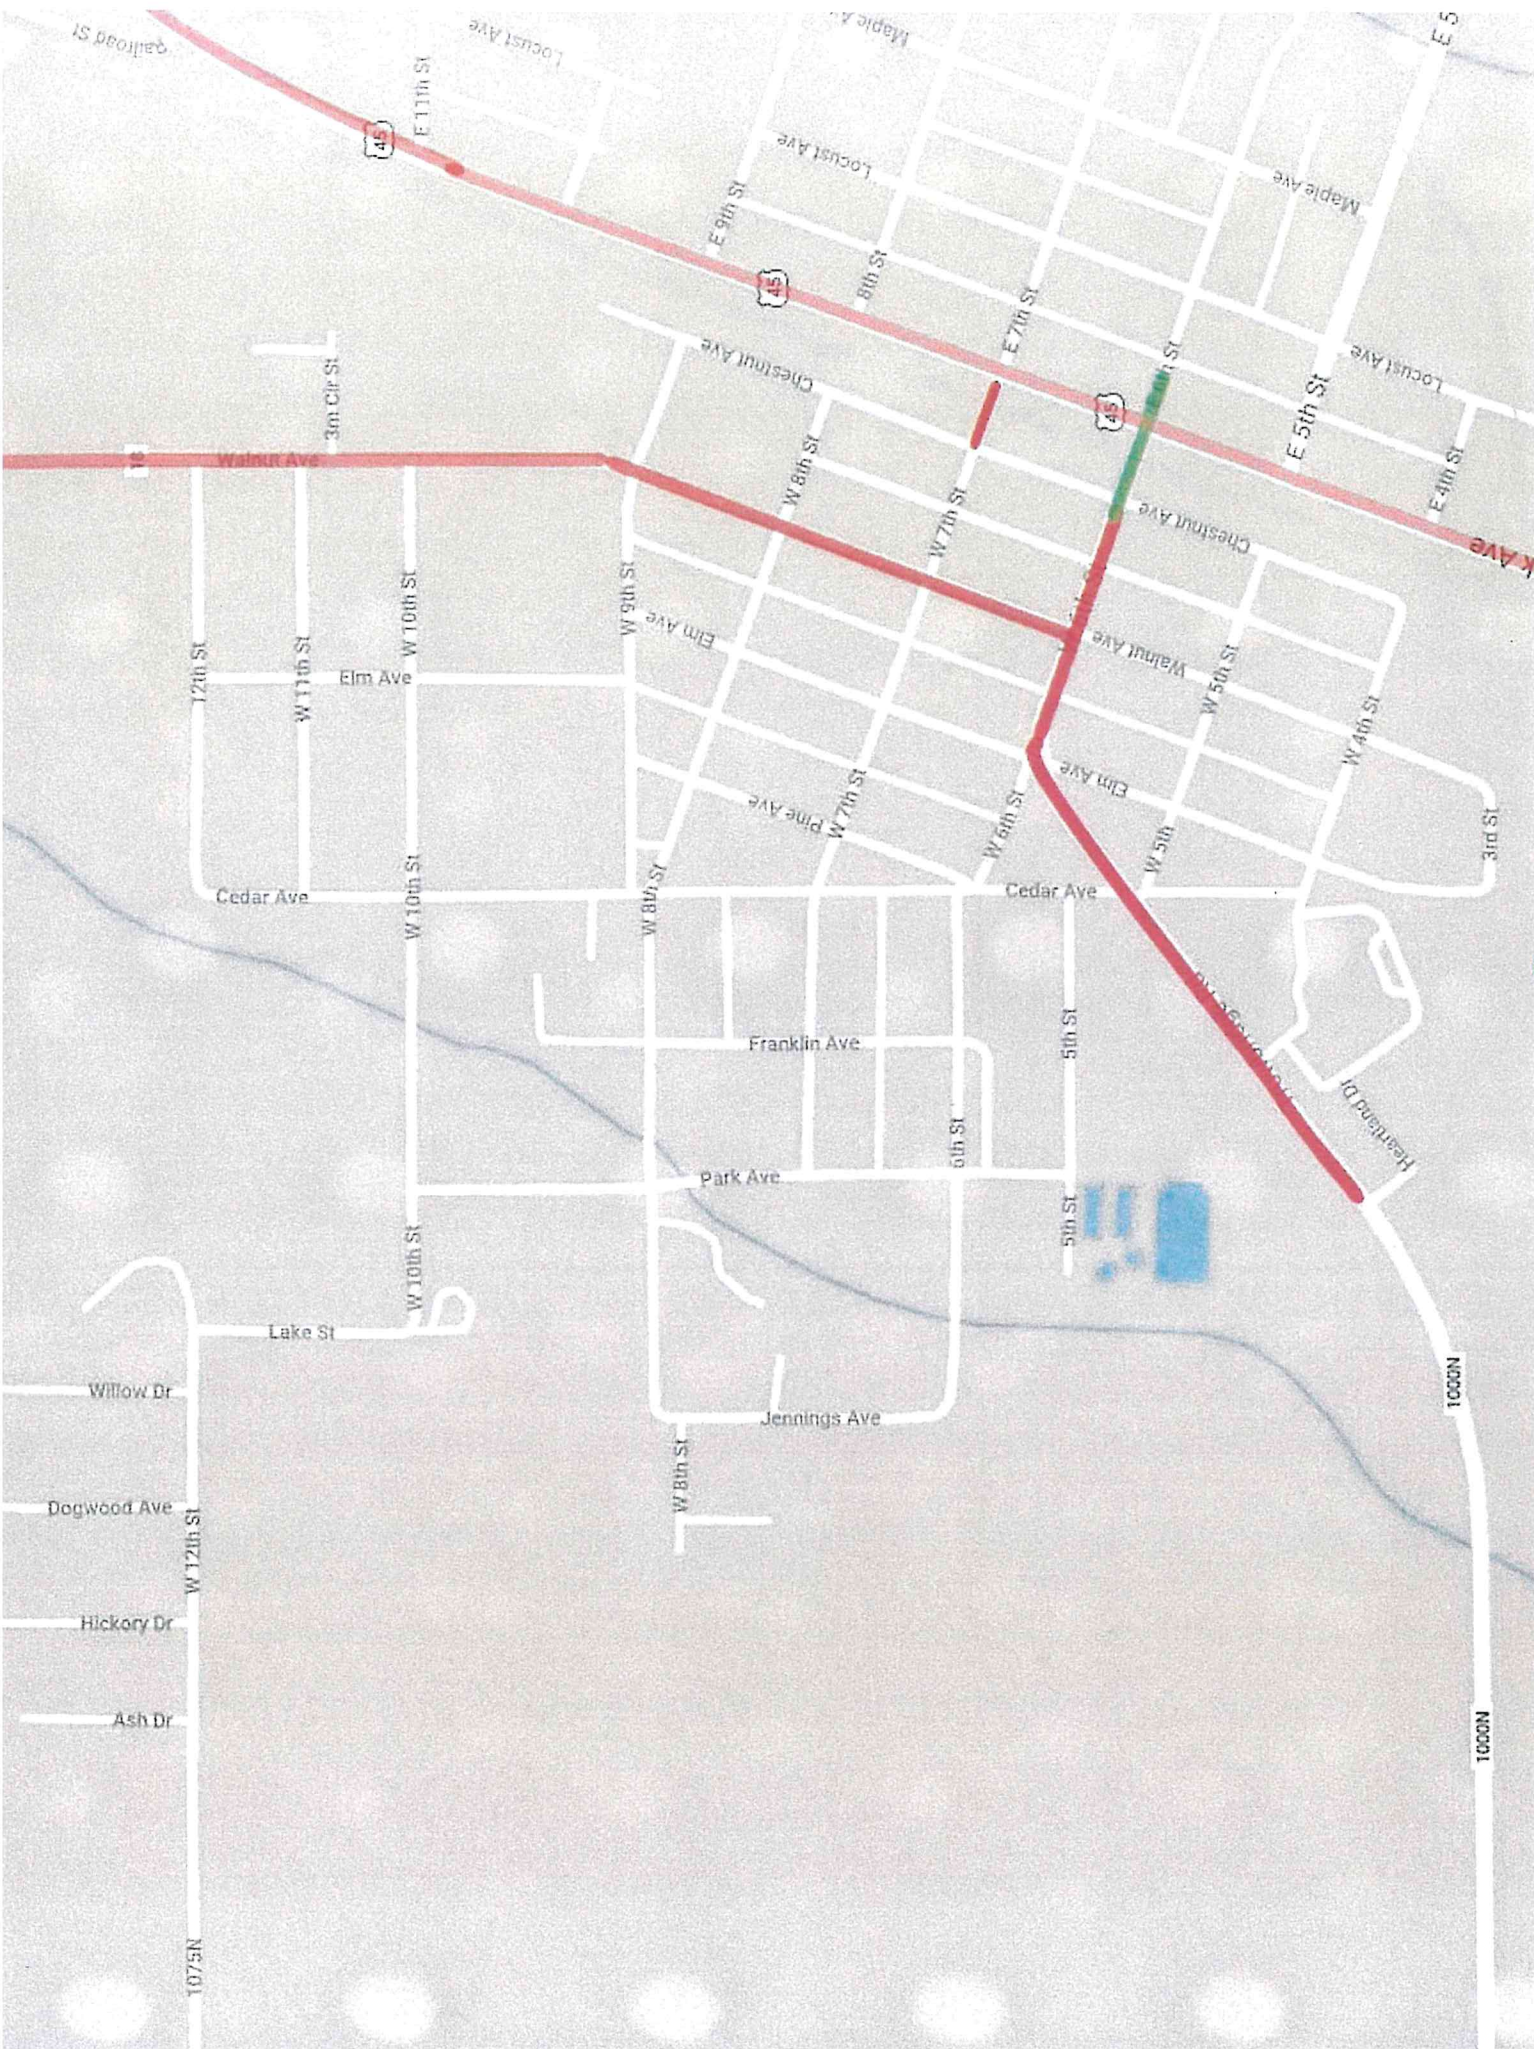 Railroad St
Locust Ave
Maple Av
E 5
E 11th St
45
Locust Ave
Maple Ave
E 9th St
8th St
45
E 7th St
St
Locust Ave
3m Cir St
Chestnut Ave
45
E 5th St
Walnut Ave
W 8th St
E 4th St
W 7th St
Chestnut Ave
k Ave
W 10th St
W 9th St
Elm Ave
Walnut Ave
12th St
W 11th St
Elm Ave
W 5th St
W 4th St
Elm Ave
Pine Ave
W 7th St
W 6th St
W 5th
3rd St
Cedar Ave
W 10th St
W 8th St
Cedar Ave
Franklin Ave
5th St
Heartland Dr
6th St
Park Ave
5th St
W 10th St
Lake St
Willow Dr
1000N
Jennings Ave
W 8th St
Dogwood Ave
W 12th St
Hickory Dr
Ash Dr
1000N
1075N